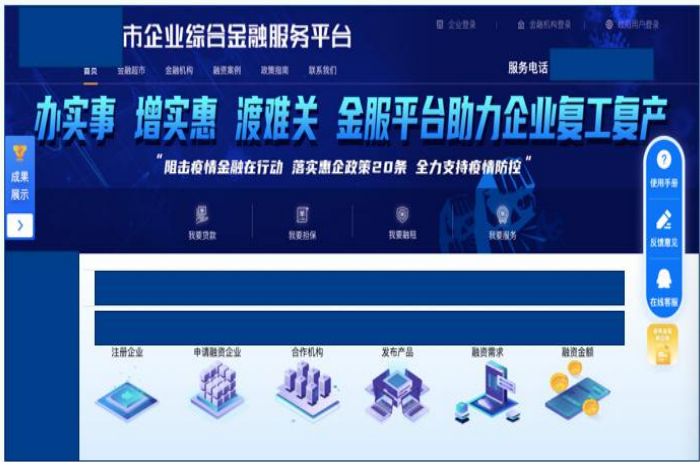 企业登录 金融机构登录 政府用户登录
市企业综合金融服务平台
首页 金融超市 金融机构 融资案例 政策指南 联系我们
服务电话
办实事 增实惠 渡难关 金服平台助力企业复工复产
“阻击疫情金融在行动 落实惠企政策20条 全力支持疫情防控”
成果
展示
使用手册
反馈意见
在线客服
我要贷款 我要担保 我要融租 我要服务
注册企业 申请融资企业 合作机构 发布产品 融资需求 融资金额